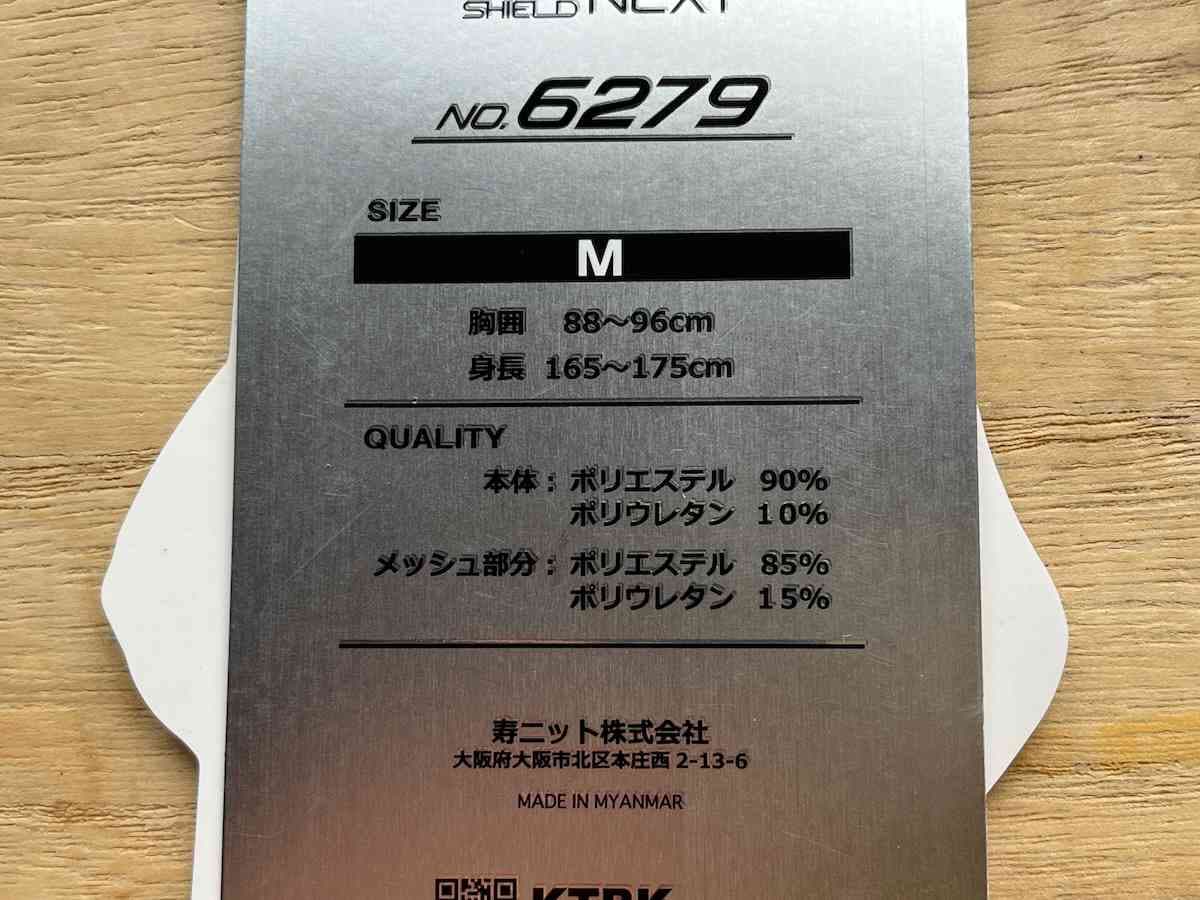 SHIELD NEXT
NO. 6279
SIZE
M
胸囲 88～96cm
身長 165～175cm
QUALITY
本体： ポリエステル 90%
ポリウレタン 10%
メッシュ部分： ポリエステル 85%
ポリウレタン 15%
寿ニット株式会社
大阪府大阪市北区本庄西 2-13-6
MADE IN MYANMAR